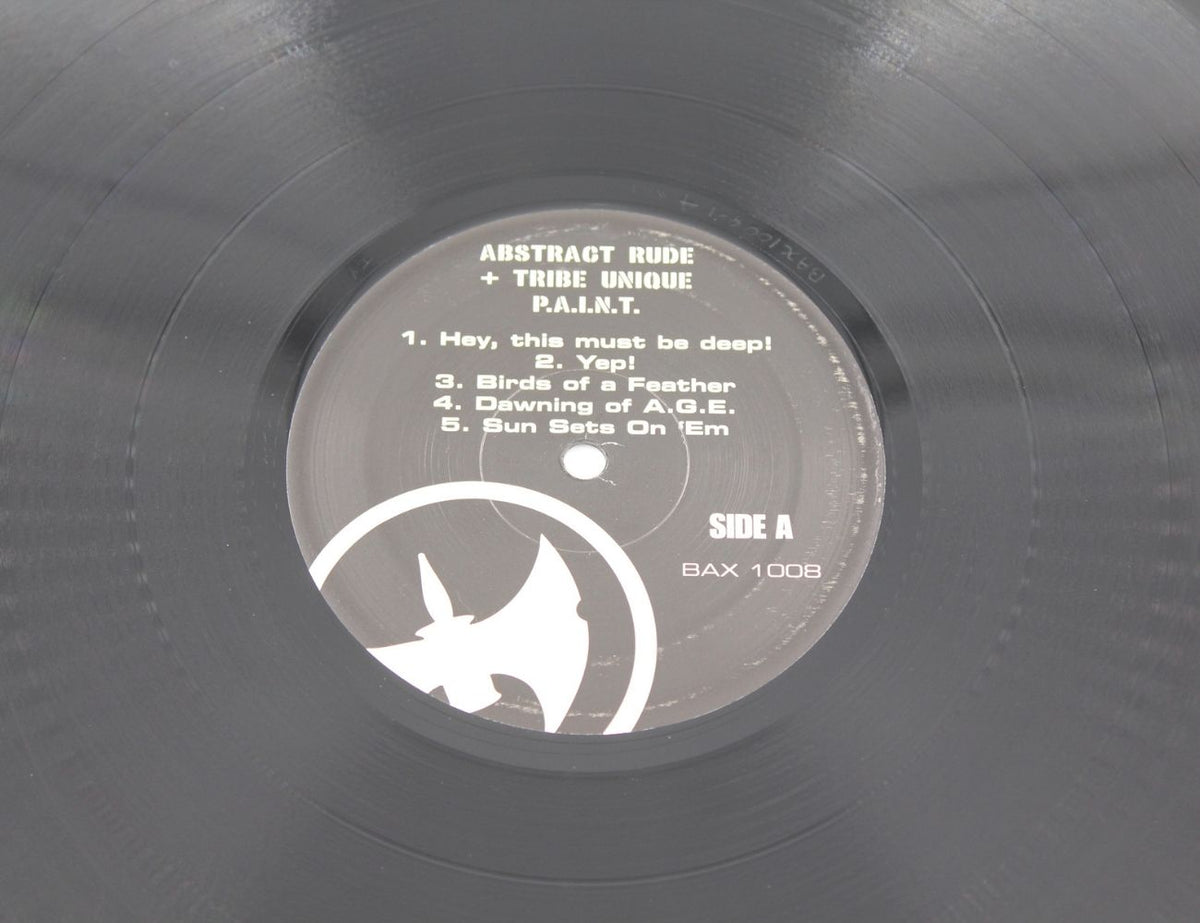 ABSTRACT RUDE
+ TRIBE UNIQUE
P.A.I.N.T.
1. Hey, this must be deep!
2. Yep!
3. Birds of a Feather
4. Dawning of A.G.E.
5. Sun Sets On 'Em
SIDE A
BAX 1008